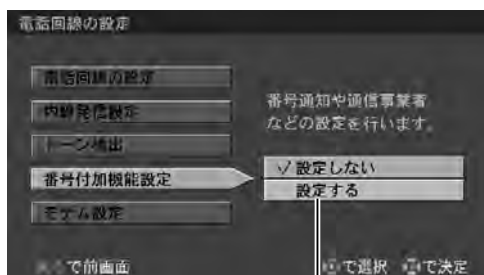 電話回線の設定
電話回線の設定
内線発信設定
トーン検出
番号付加機能設定
モデム設定
番号通知や通信事業者
などの設定を行います。
√設定しない
設定する
で前画面
で選択 で決定